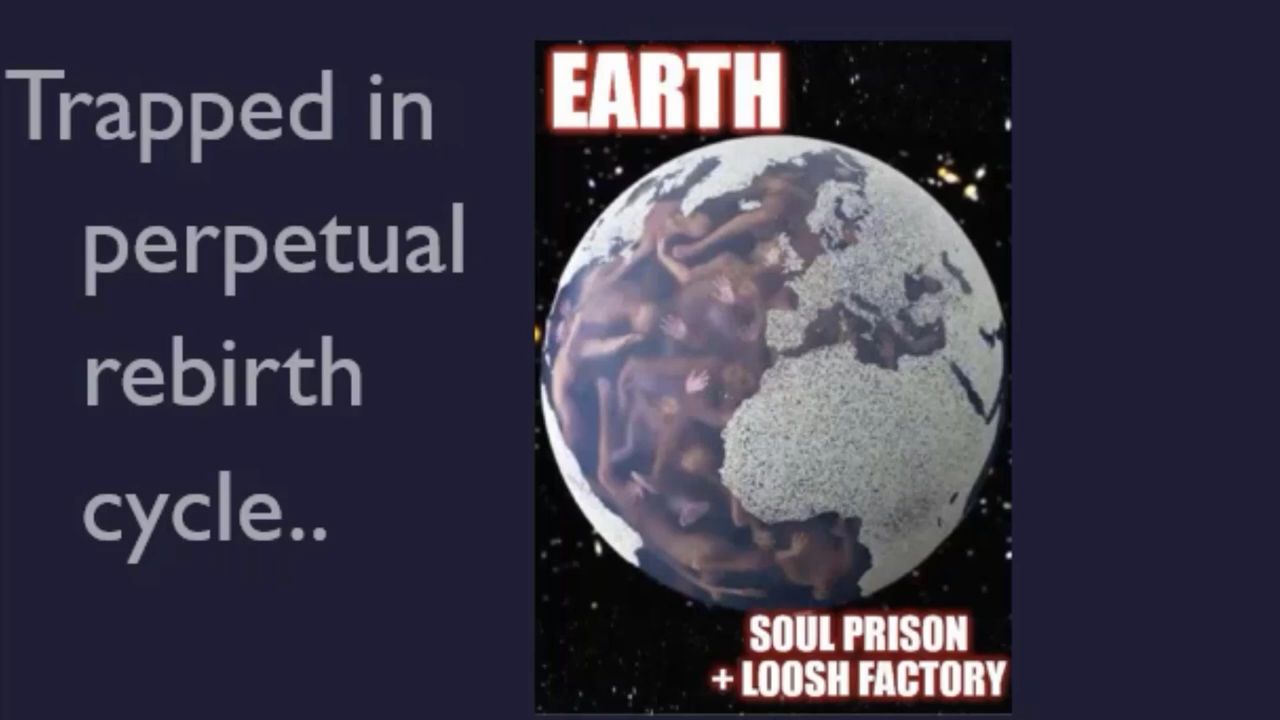 Trapped in
perpetual
rebirth
cycle..
EARTH
SOUL PRISON
+ LOOSH FACTORY